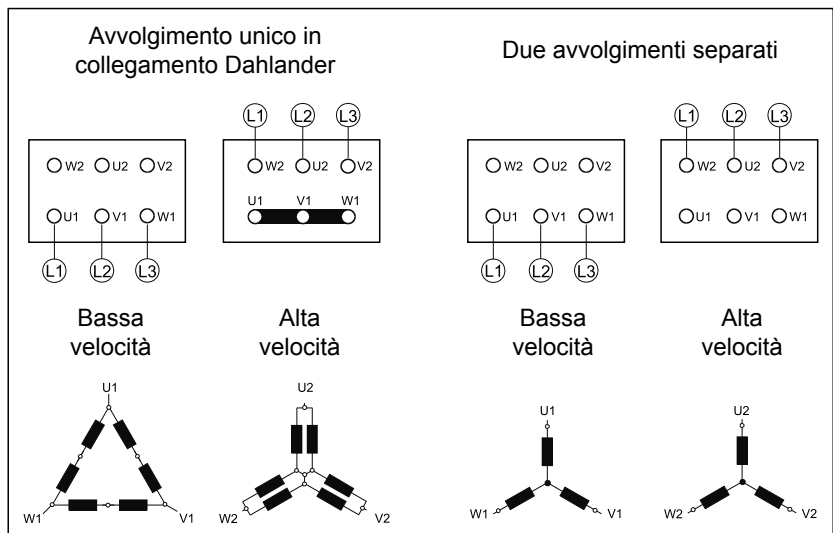 Avvolgimento unico in
collegamento Dahlander
Due avvolgimenti separati
L1 L2 L3
W2 U2 V2
U1 V1 W1
L1 L2 L3
W2 U2 V2
U1 V1 W1
W2 U2 V2
U1 V1 W1
L1 L2 L3
L1 L2 L3
W2 U2 V2
U1 V1 W1
Bassa
velocità
Alta
velocità
Bassa
velocità
Alta
velocità
U1
W1 V1
U2
W2 V2
U1
W1 V1
U2
W2 V2